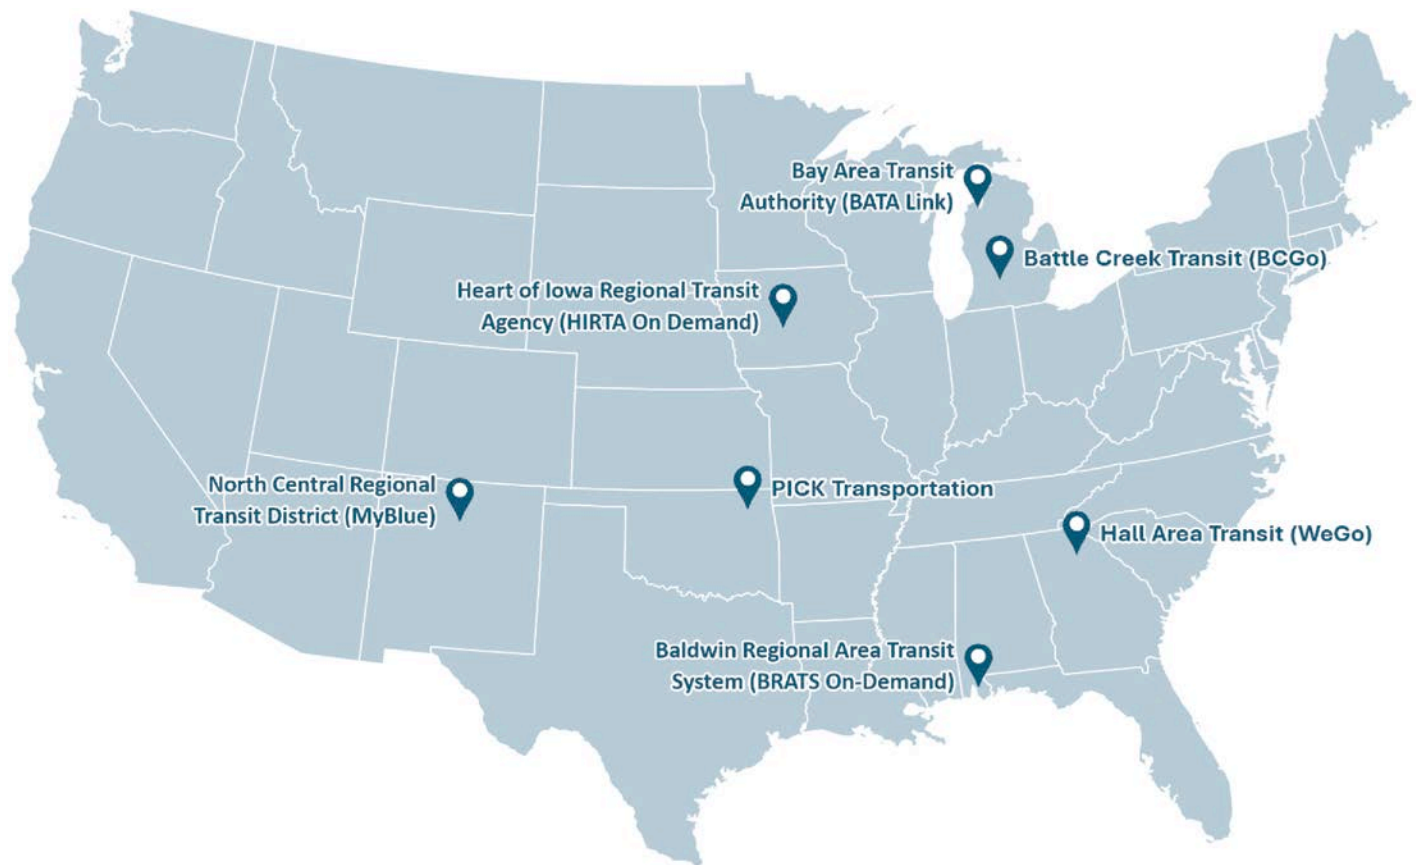 Bay Area Transit
Authority (BATA Link)
Battle Creek Transit (BCGo)
Heart of Iowa Regional Transit
Agency (HIRTA On Demand)
North Central Regional
Transit District (MyBlue)
PICK Transportation
Hall Area Transit (WeGo)
Baldwin Regional Area Transit
System (BRATS On-Demand)